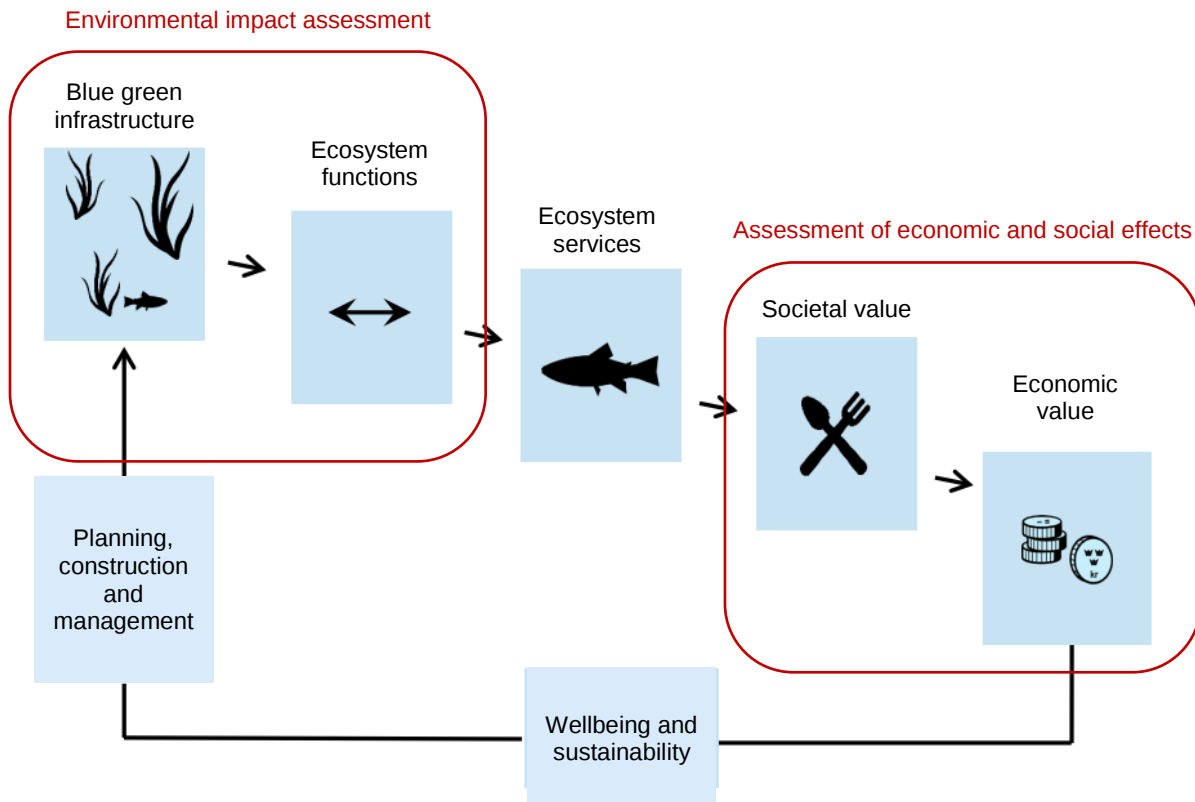 Environmental impact assessment
Blue green
infrastructure
Ecosystem
functions
Ecosystem
services
Assessment of economic and social effects
Societal value
Economic
value
kr
Planning,
construction
and
management
Wellbeing and
sustainability